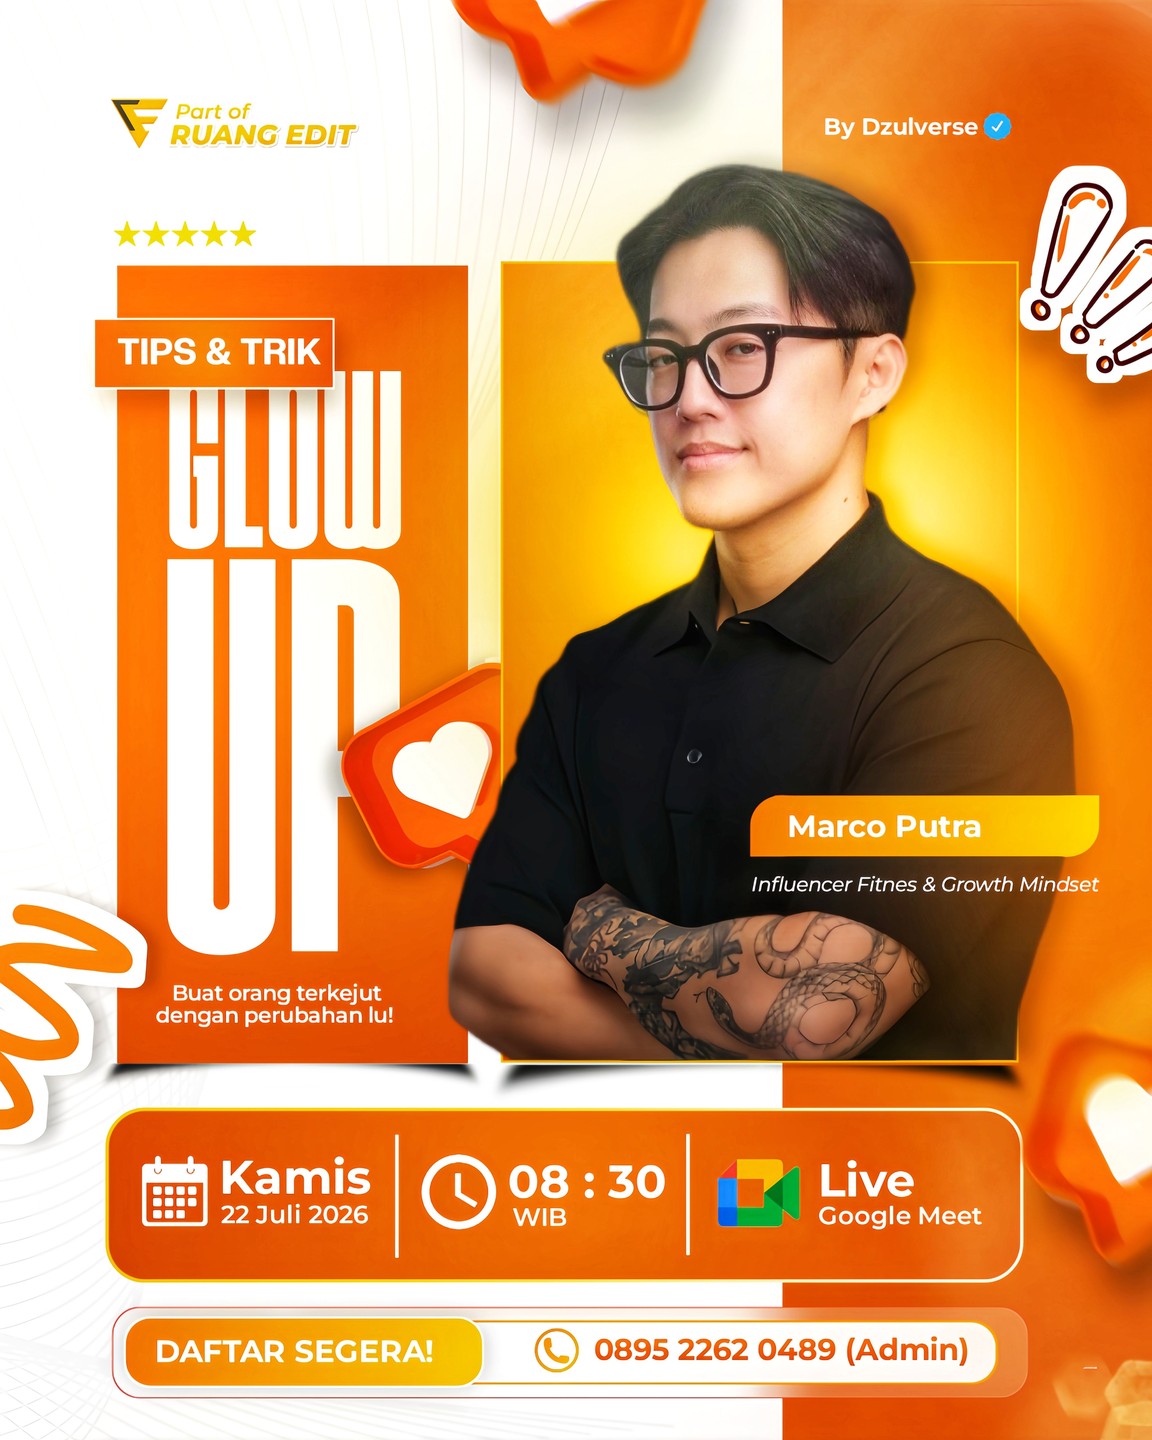 Part of
RUANG EDIT
By Dzulverse
TIPS & TRIK
GLOW
UP
Buat orang terkejut
dengan perubahan lu!
Marco Putra
Influencer Fitnes & Growth Mindset
Kamis
22 Juli 2026
08 : 30
WIB
Live
Google Meet
DAFTAR SEGERA!
0895 2262 0489 (Admin)